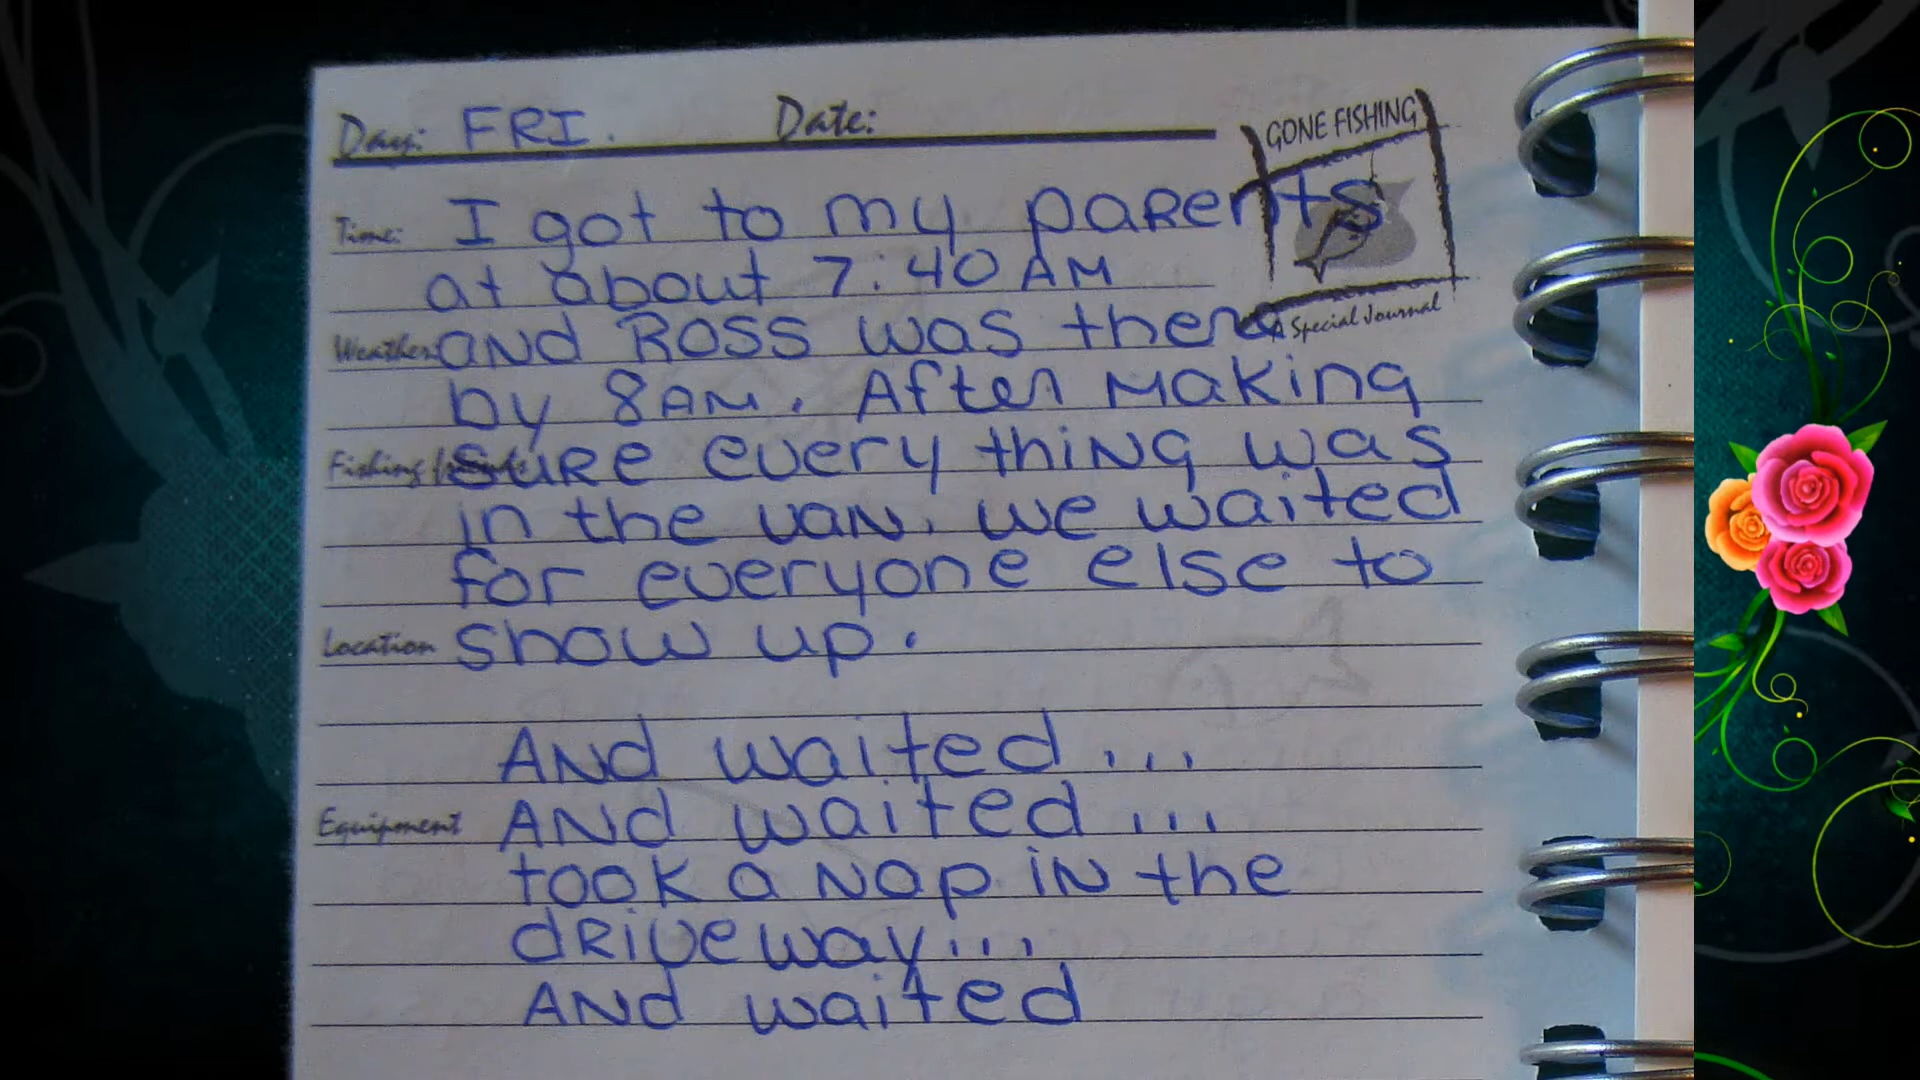 Day: FRI. Date:
GONE FISHING
Time: I got to my parents
at about 7:40 AM
Weather and Ross was there
A Special Journal
by 8AM. After making
Fishing sure every thing was
in the van. we waited
for everyone else to
Location show up.
And waited...
Equipment And waited...
took a nap in the
driveway...
And waited